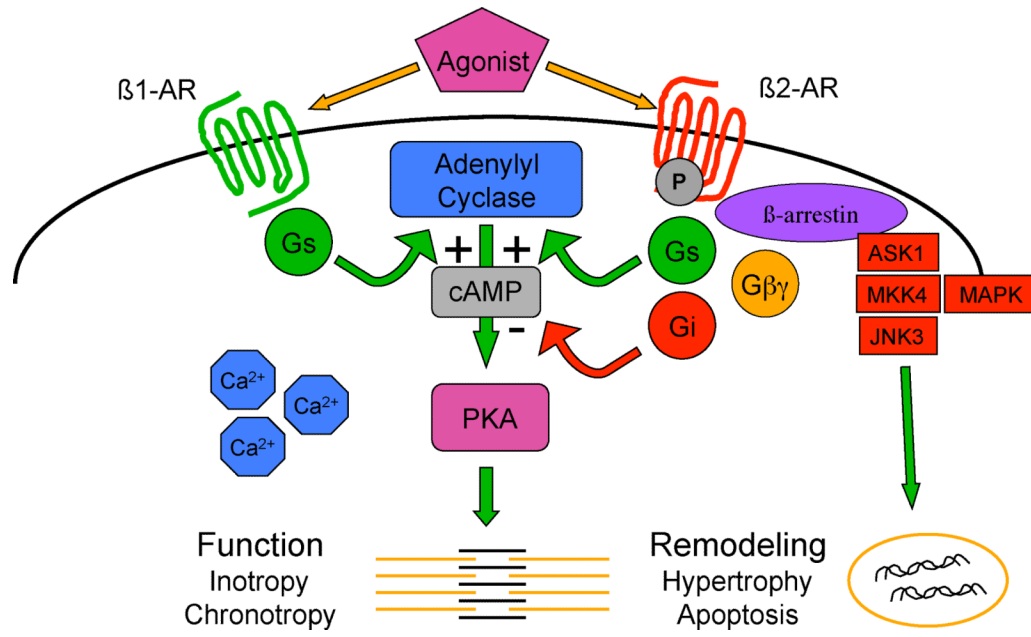 Agonist
ß1-AR
ß2-AR
Adenylyl
Cyclase
P
ß-arrestin
Gs
+ +
Gs
ASK1
cAMP
Gβγ
MKK4 MAPK
-
Gi
JNK3
Ca2+
Ca2+
Ca2+
PKA
Function
Inotropy
Chronotropy
Remodeling
Hypertrophy
Apoptosis